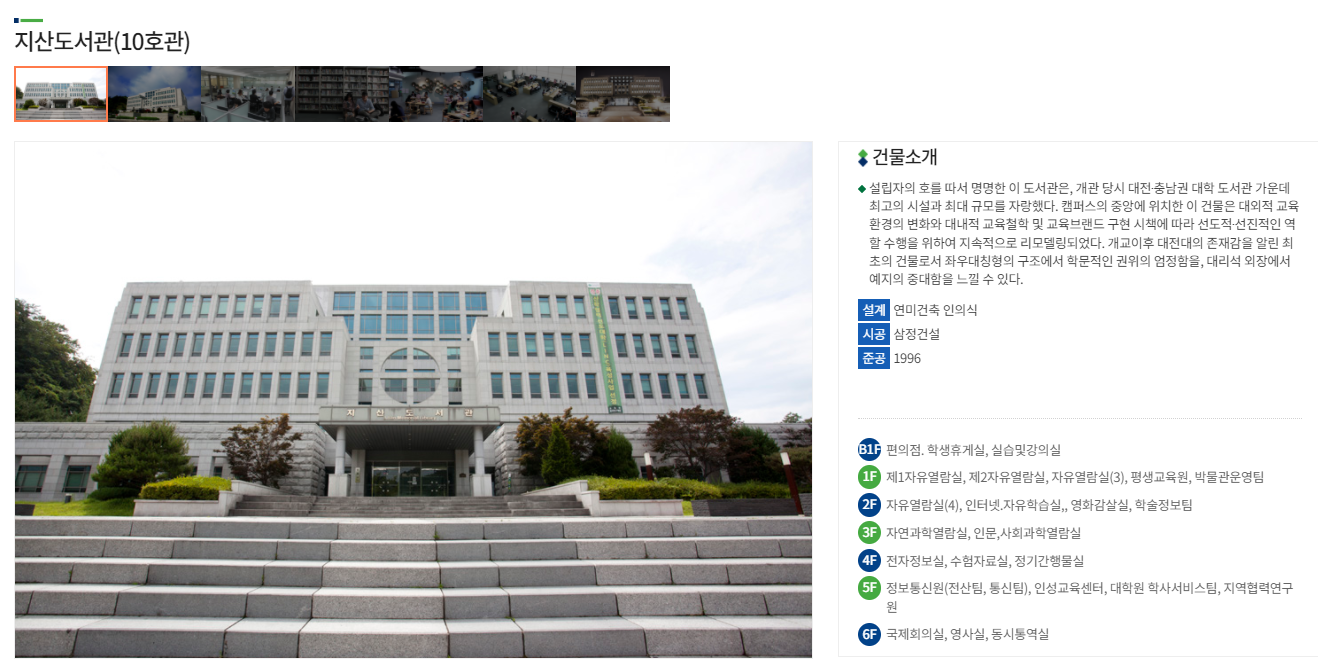 지산도서관(10호관)
지 산 도 서 관
건물소개
설립자의 호를 따서 명명한 이 도서관은, 개관 당시 대전·충남권 대학 도서관 가운데
최고의 시설과 최대 규모를 자랑했다. 캠퍼스의 중앙에 위치한 이 건물은 대외적 교육
환경의 변화와 대내적 교육철학 및 교육브랜드 구현 시책에 따라 선도적·선진적인 역
할 수행을 위하여 지속적으로 리모델링되었다. 개교이후 대전대의 존재감을 알린 최
초의 건물로서 좌우대칭형의 구조에서 학문적인 권위의 엄정함을, 대리석 외장에서
예지의 중대함을 느낄 수 있다.
설계 연미건축 인의식
시공 삼정건설
준공 1996
B1F 편의점. 학생휴게실, 실습및강의실
1F 제1자유열람실, 제2자유열람실, 자유열람실(3), 평생교육원, 박물관운영팀
2F 자유열람실(4), 인터넷.자유학습실,, 영화감살실, 학술정보팀
3F 자연과학열람실, 인문,사회과학열람실
4F 전자정보실, 수험자료실, 정기간행물실
5F 정보통신원(전산팀, 통신팀), 인성교육센터, 대학원 학사서비스팀, 지역협력연구
원
6F 국제회의실, 영사실, 동시통역실